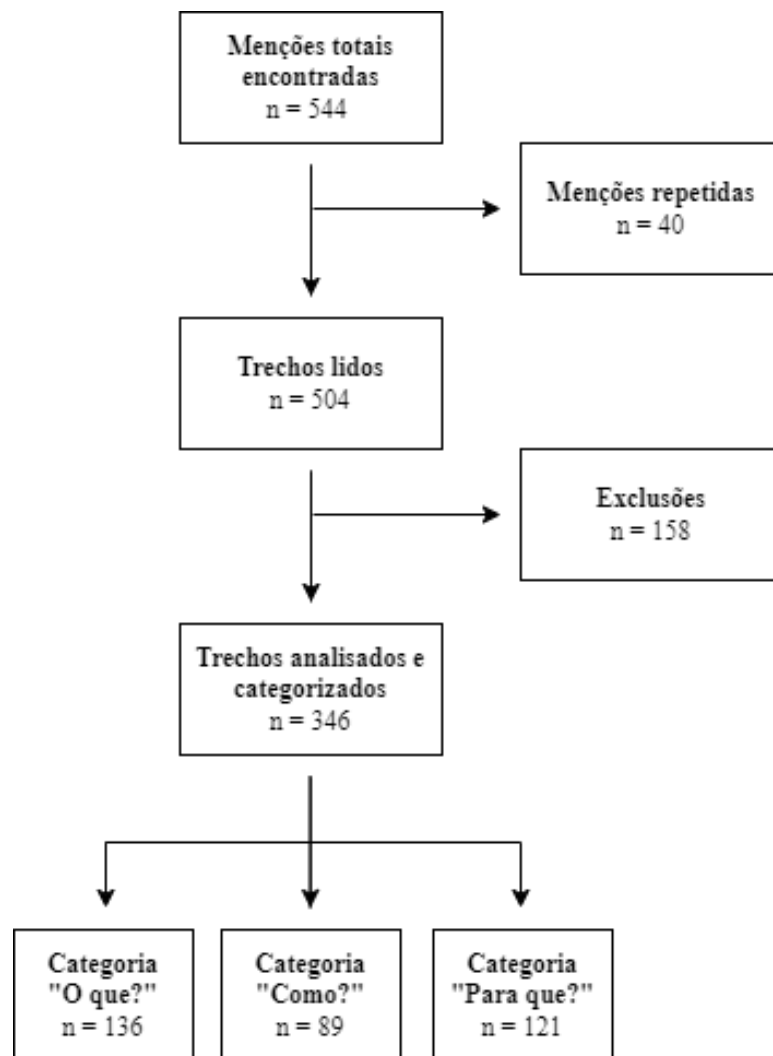 Menções totais
encontradas
n = 544
Menções repetidas
n = 40
Trechos lidos
n = 504
Exclusões
n = 158
Trechos analisados e
categorizados
n = 346
Categoria
"O que?"
n = 136
Categoria
"Como?"
n = 89
Categoria
"Para que?"
n = 121